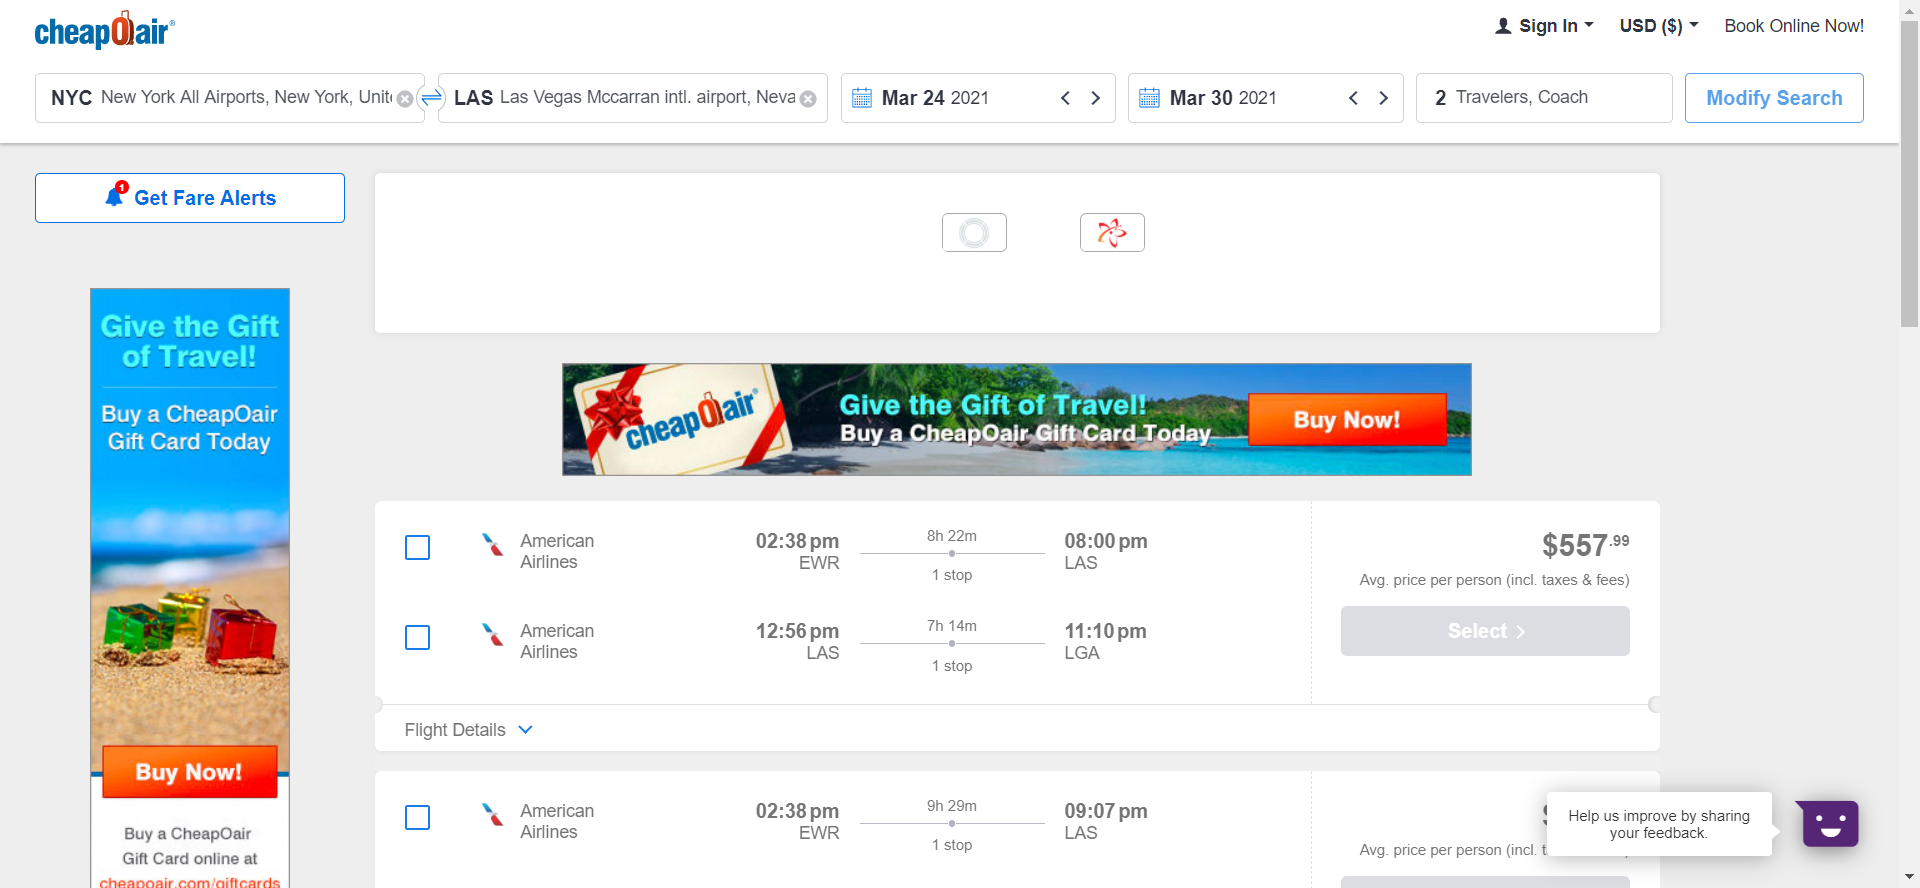 cheapOair®
Sign In
USD ($)
Book Online Now!
NYC New York All Airports, New York, Unit
LAS Las Vegas Mccarran intl. airport, Neva
Mar 24 2021
Mar 30 2021
2 Travelers, Coach
Modify Search
1
Get Fare Alerts
Give the Gift
of Travel!
Buy a CheapOair
Gift Card Today
Buy Now!
Buy a CheapOair
Gift Card online at
cheapoair.com/giftcards
cheapOair®
Give the Gift of Travel!
Buy a CheapOair Gift Card Today
Buy Now!
American
Airlines
02:38 pm
EWR
8h 22m
1 stop
08:00 pm
LAS
$557.99
Avg. price per person (incl. taxes & fees)
Select
American
Airlines
12:56 pm
LAS
7h 14m
1 stop
11:10 pm
LGA
Flight Details
American
Airlines
02:38 pm
EWR
9h 29m
1 stop
09:07 pm
LAS
Avg. price per person (incl.
Help us improve by sharing
your feedback.